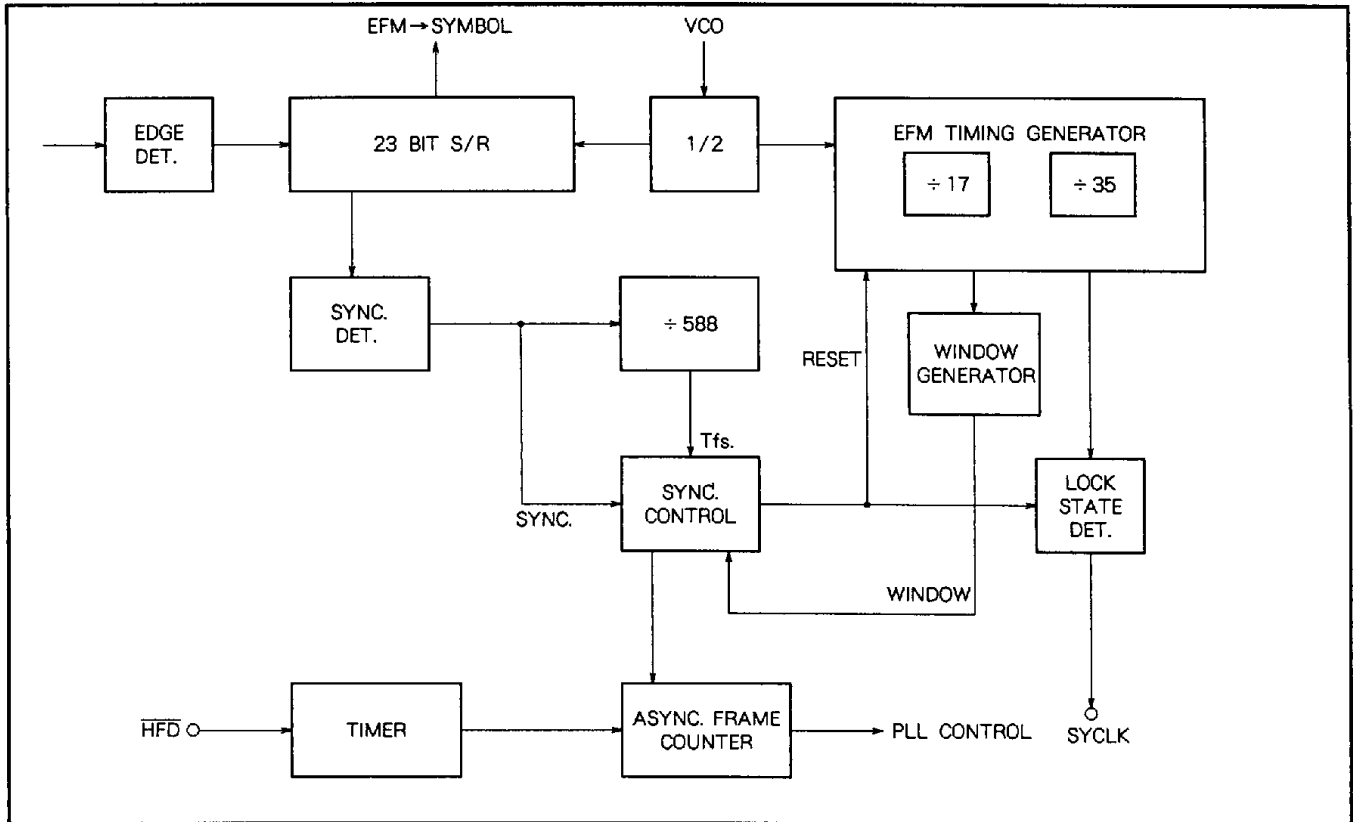 EFM→SYMBOL
VCO
EDGE
DET.
23 BIT S/R
1/2
EFM TIMING GENERATOR
÷17
÷35
SYNC.
DET.
÷588
RESET
WINDOW
GENERATOR
Tfs.
SYNC.
SYNC.
CONTROL
LOCK
STATE
DET.
WINDOW
HFD
TIMER
ASYNC. FRAME
COUNTER
PLL CONTROL
SYCLK